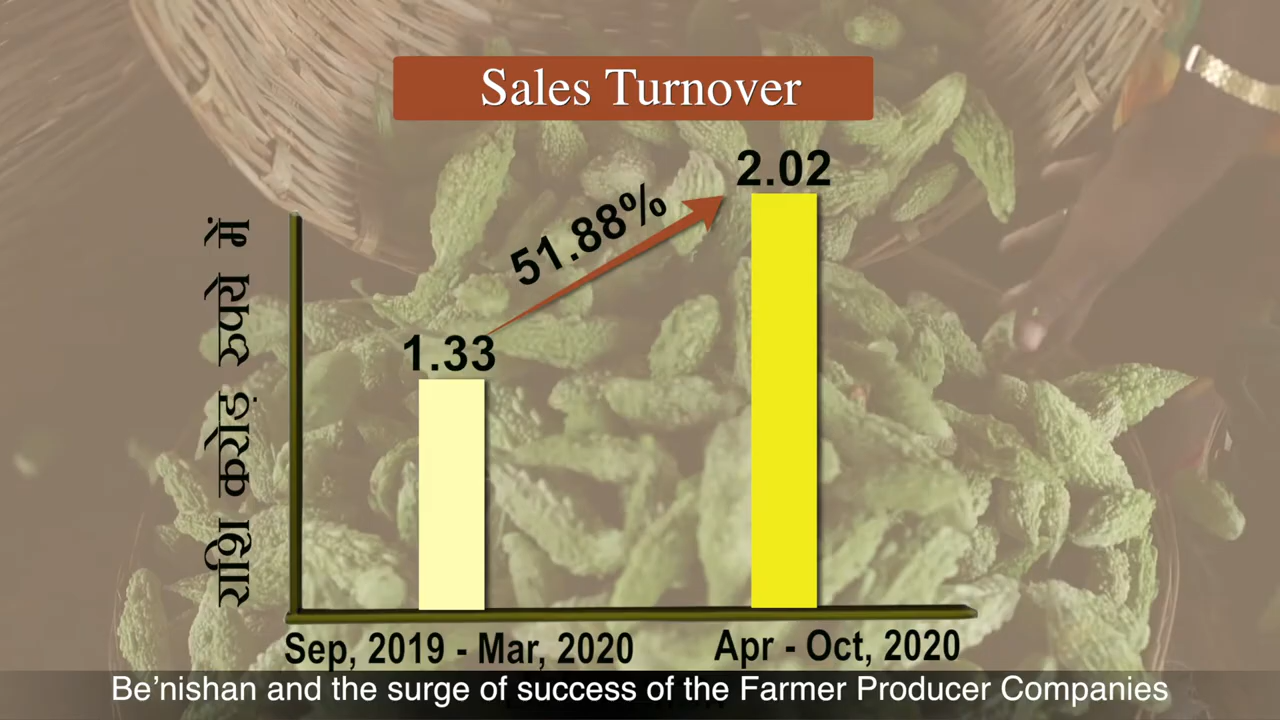 Sales Turnover
2.02
51.88%
1.33
राशि करोड़ रुपये में
Sep, 2019 - Mar, 2020
Apr - Oct, 2020
Be’nishan and the surge of success of the Farmer Producer Companies